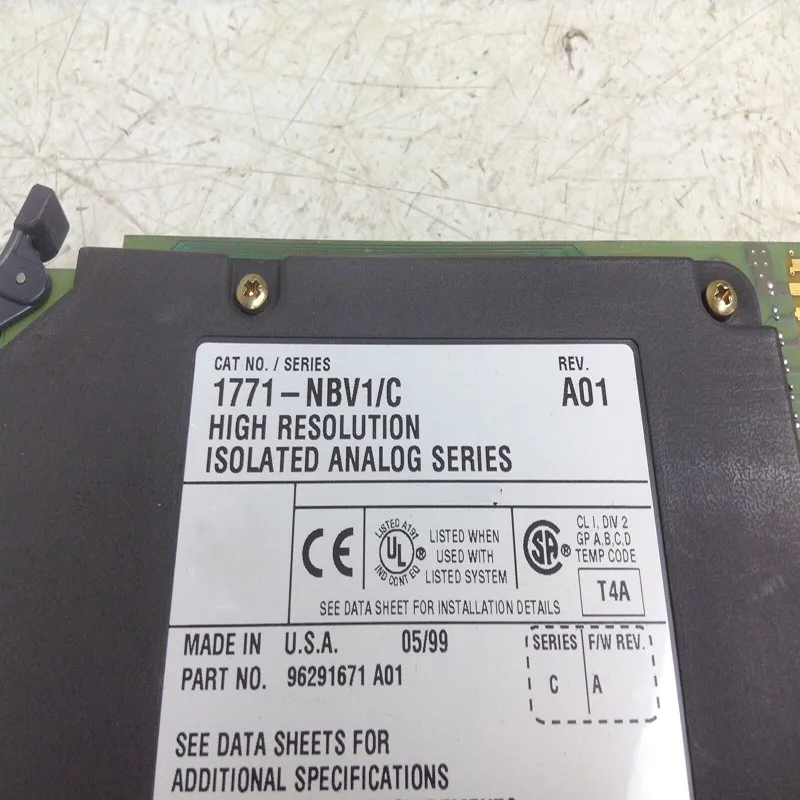 CAT NO. / SERIES REV.
1771-NBV1/C A01
HIGH RESOLUTION
ISOLATED ANALOG SERIES
CE
LISTED A191
UL ®
IND CONT EQ
LISTED WHEN
USED WITH
LISTED SYSTEM
SA ®
CL I, DIV 2
GP A,B,C,D
TEMP CODE
T4A
SEE DATA SHEET FOR INSTALLATION DETAILS
MADE IN U.S.A. 05/99
PART NO. 96291671 A01
SERIES F/W REV.
C A
SEE DATA SHEETS FOR
ADDITIONAL SPECIFICATIONS